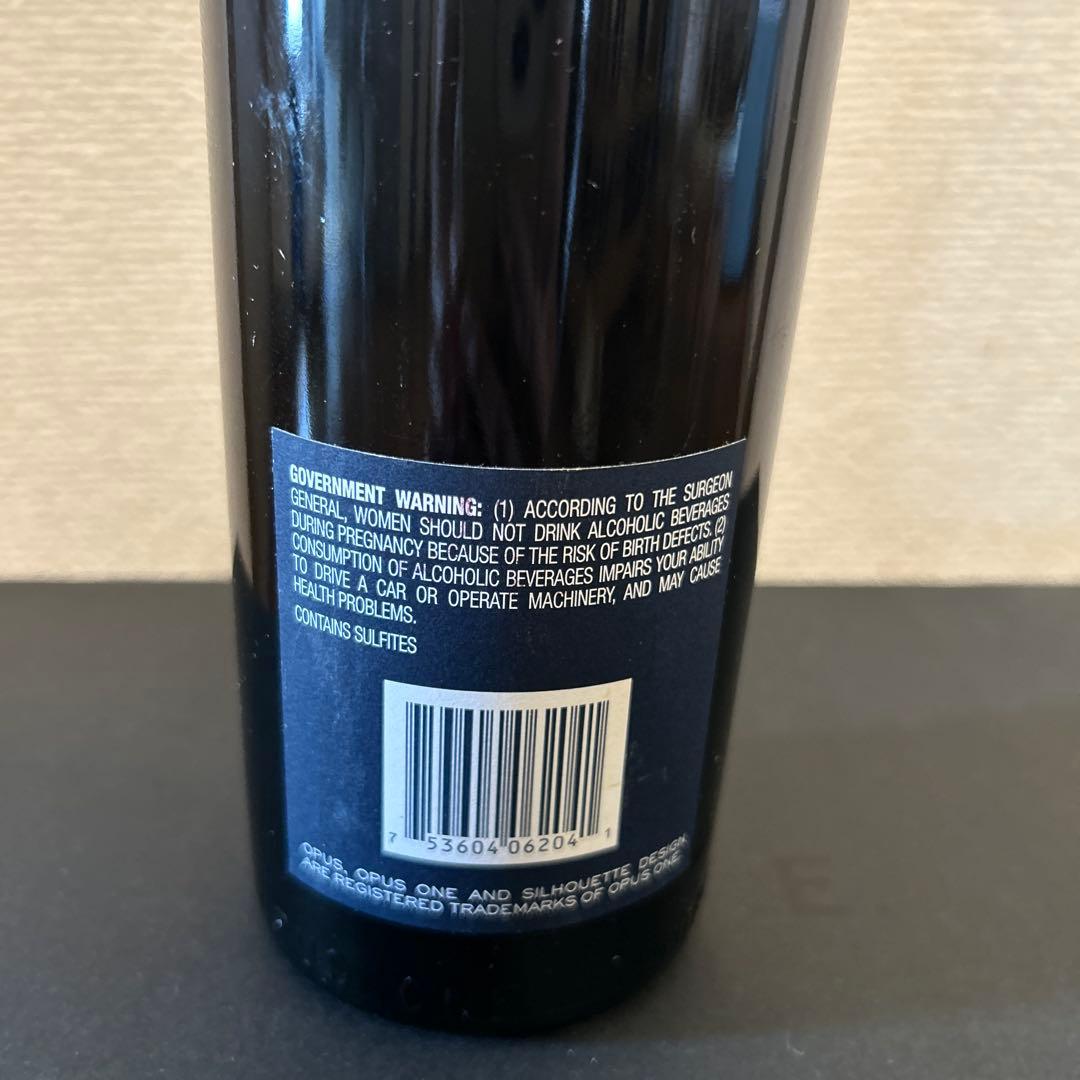 GOVERNMENT WARNING: (1) ACCORDING TO THE SURGEON
GENERAL, WOMEN SHOULD NOT DRINK ALCOHOLIC BEVERAGES
DURING PREGNANCY BECAUSE OF THE RISK OF BIRTH DEFECTS. (2)
CONSUMPTION OF ALCOHOLIC BEVERAGES IMPAIRS YOUR ABILITY
TO DRIVE A CAR OR OPERATE MACHINERY, AND MAY CAUSE
HEALTH PROBLEMS.
CONTAINS SULFITES
7 53604 06204 1
OPUS, OPUS ONE AND SILHOUETTE DESIGN
ARE REGISTERED TRADEMARKS OF OPUS ONE.